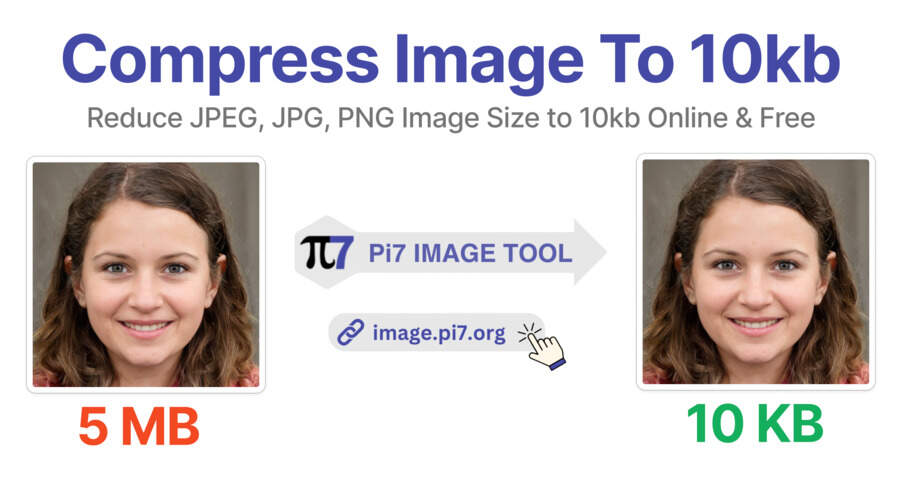 Compress Image To 10kb
Reduce JPEG, JPG, PNG Image Size to 10kb Online & Free
π7 Pi7 IMAGE TOOL
image.pi7.org
5 MB
10 KB